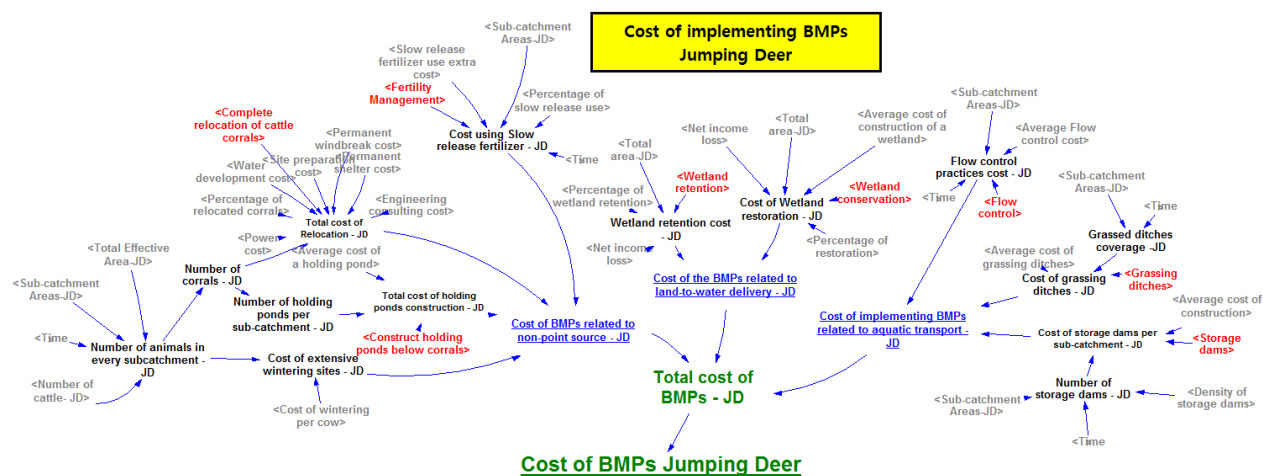 Cost of implementing BMPs
Jumping Deer
<Sub-catchment
Areas-JD>
<Slow release
fertilizer use extra
cost>
<Fertility
Management>
<Percentage of
slow release use>
Cost using Slow
release fertilizer - JD
<Time
<Complete
relocation of cattle
corrals>
<Permanent
windbreak cost>
<Permanent
shelter cost>
<Site preparation
cost>
<Water
development cost>
<Percentage of
relocated corrals>
<Engineering
consulting cost>
Total cost of
Relocation - JD
<Power
cost>
<Average cost of
a holding pond>
<Total Effective
Area-JD>
<Sub-catchment
Areas-JD>
<Time
<Number of
cattle- JD>
Number of
corrals - JD
Number of holding
ponds per
sub-catchment - JD
Number of animals in
every subcatchment -
JD
Cost of extensive
wintering sites - JD
<Cost of wintering
per cow>
Total cost of holding
ponds construction - JD
<Construct holding
ponds below corrals>
Cost of BMPs related to
non-point source -
JD
<Total
area-JD>
<Wetland
retention>
<Percentage of
wetland retention>
Wetland retention cost
- JD
<Net income
loss>
<Net income
loss>
<Total
area-JD>
<Average cost of
construction of a
wetland>
Cost of Wetland
restoration - JD
<Wetland
conservation>
<Percentage of
restoration>
Cost of the BMPs related to
land-to-water delivery - JD
<Sub-catchment
Areas-JD>
<Average Flow
control cost>
Flow control
practices cost - JD
<Time
<Flow
control>
<Sub-catchment
Areas-JD>
<Time
Grassed ditches
coverage -JD
<Average cost of
grassing ditches>
Cost of grassing
ditches - JD
<Grassing
ditches>
Cost of implementing BMPs
related to aquatic transport -
JD
<Average cost of
construction>
Cost of storage dams per
sub-catchment - JD
<Storage
dams>
Number of
storage dams - JD
<Sub-catchment
Areas-JD>
<Time
<Density of
storage dams>
Total cost of
BMPs - JD
Cost of BMPs Jumping Deer